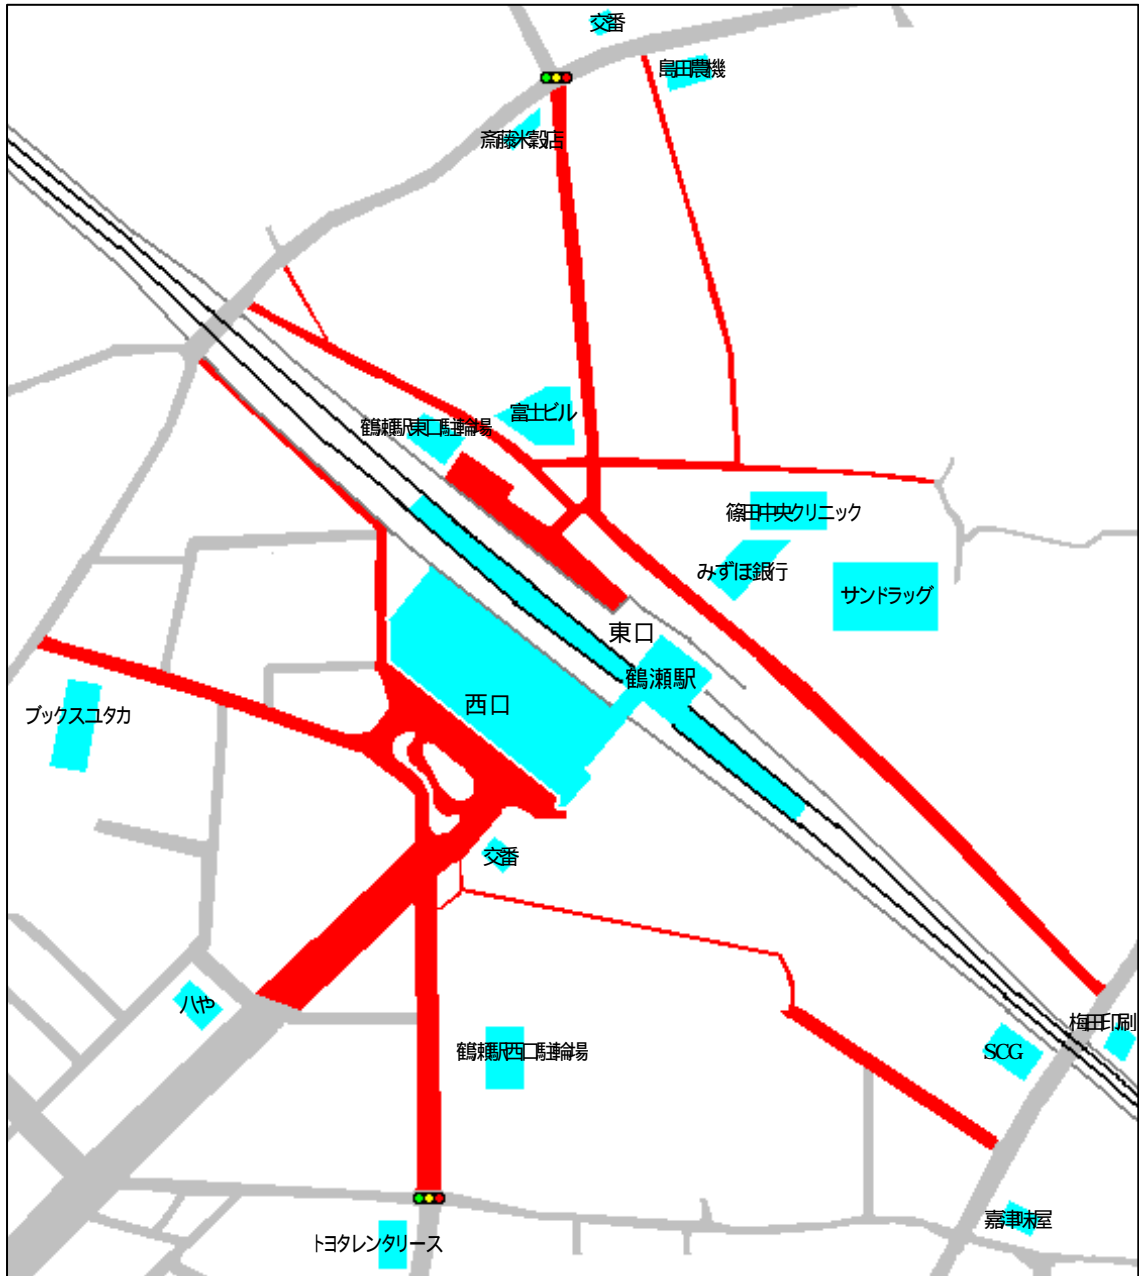 交番
島田農機
斎藤米穀店
富士ビル
鶴瀬駅東口駐輪場
篠田中央クリニック
みずほ銀行
サンドラッグ
東口
鶴瀬駅
西口
ブックスユタカ
交番
八や
梅田印刷
鶴瀬駅西口駐輪場
SCG
嘉津味屋
トヨタレンタリース